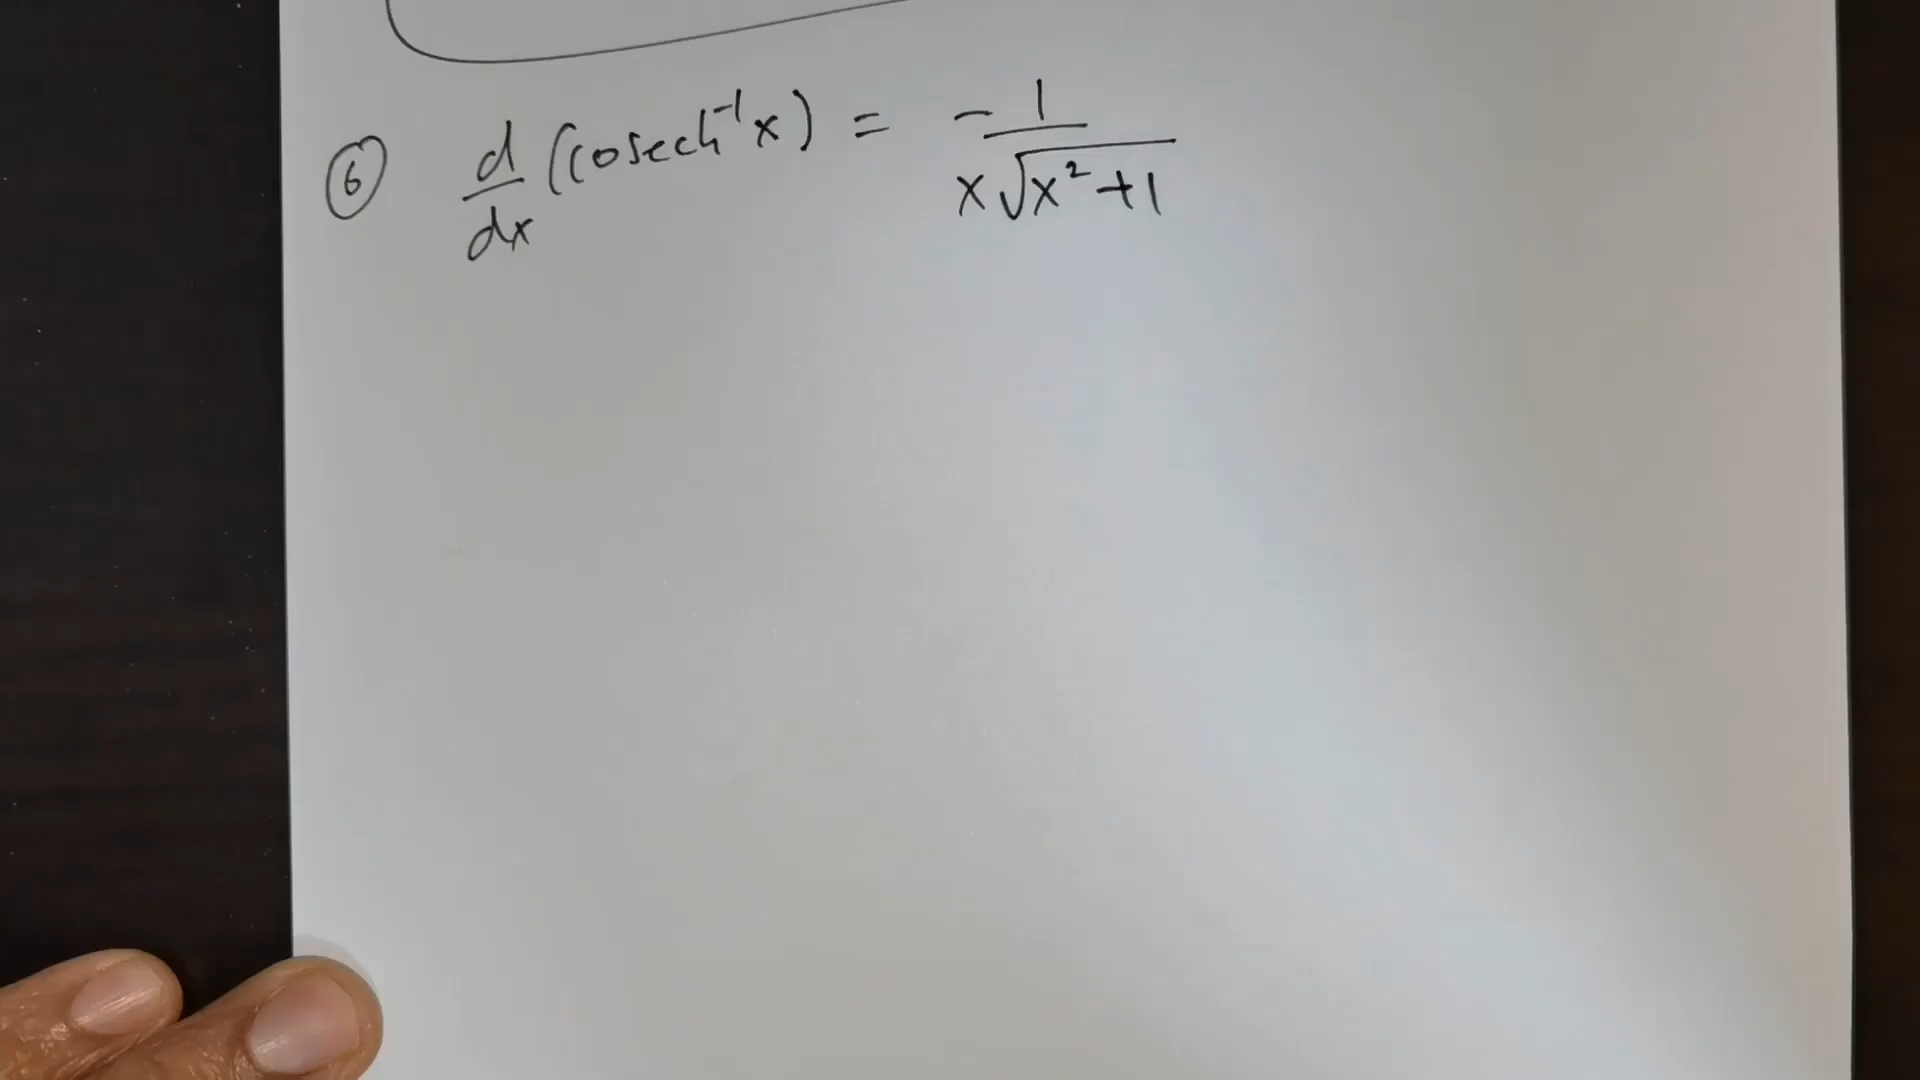 ⑥ d/dx (cosech⁻¹x) = -1/(x√(x²+1))